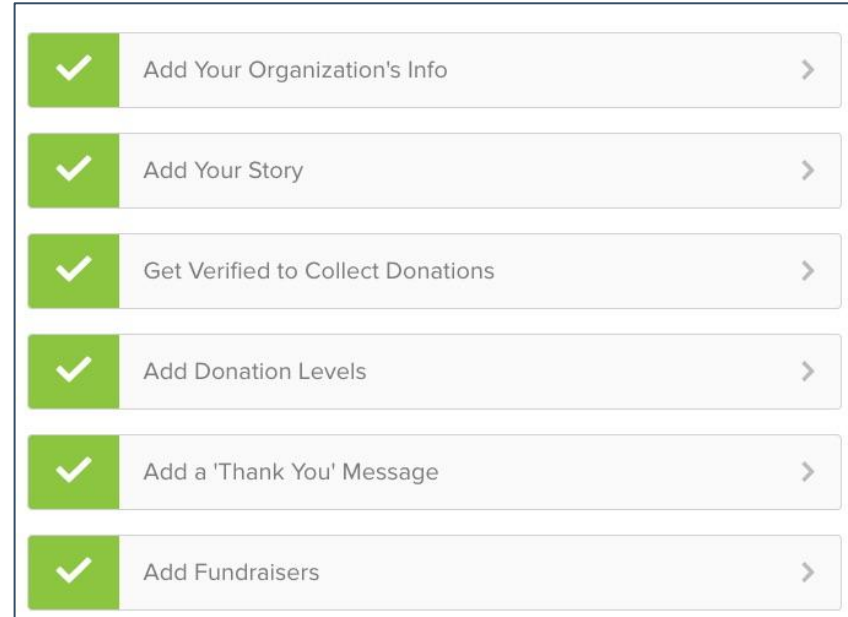 Add Your Organization's Info
Add Your Story
Get Verified to Collect Donations
Add Donation Levels
Add a 'Thank You' Message
Add Fundraisers